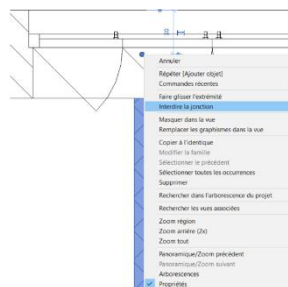 Annuler
Répéter [Ajouter objet]
Commandes récentes
Faire glisser l'extrémité
Interdire la jonction
Masquer dans la vue
Remplacer les graphismes dans la vue
Copier à l'identique
Modifier la famille
Sélectionner le précédent
Sélectionner toutes les occurrences
Supprimer
Rechercher dans l'arborescence du projet
Rechercher les vues associées
Zoom région
Zoom arrière (2x)
Zoom tout
Panoramique/Zoom précédent
Panoramique/Zoom suivant
Arborescences
Propriétés